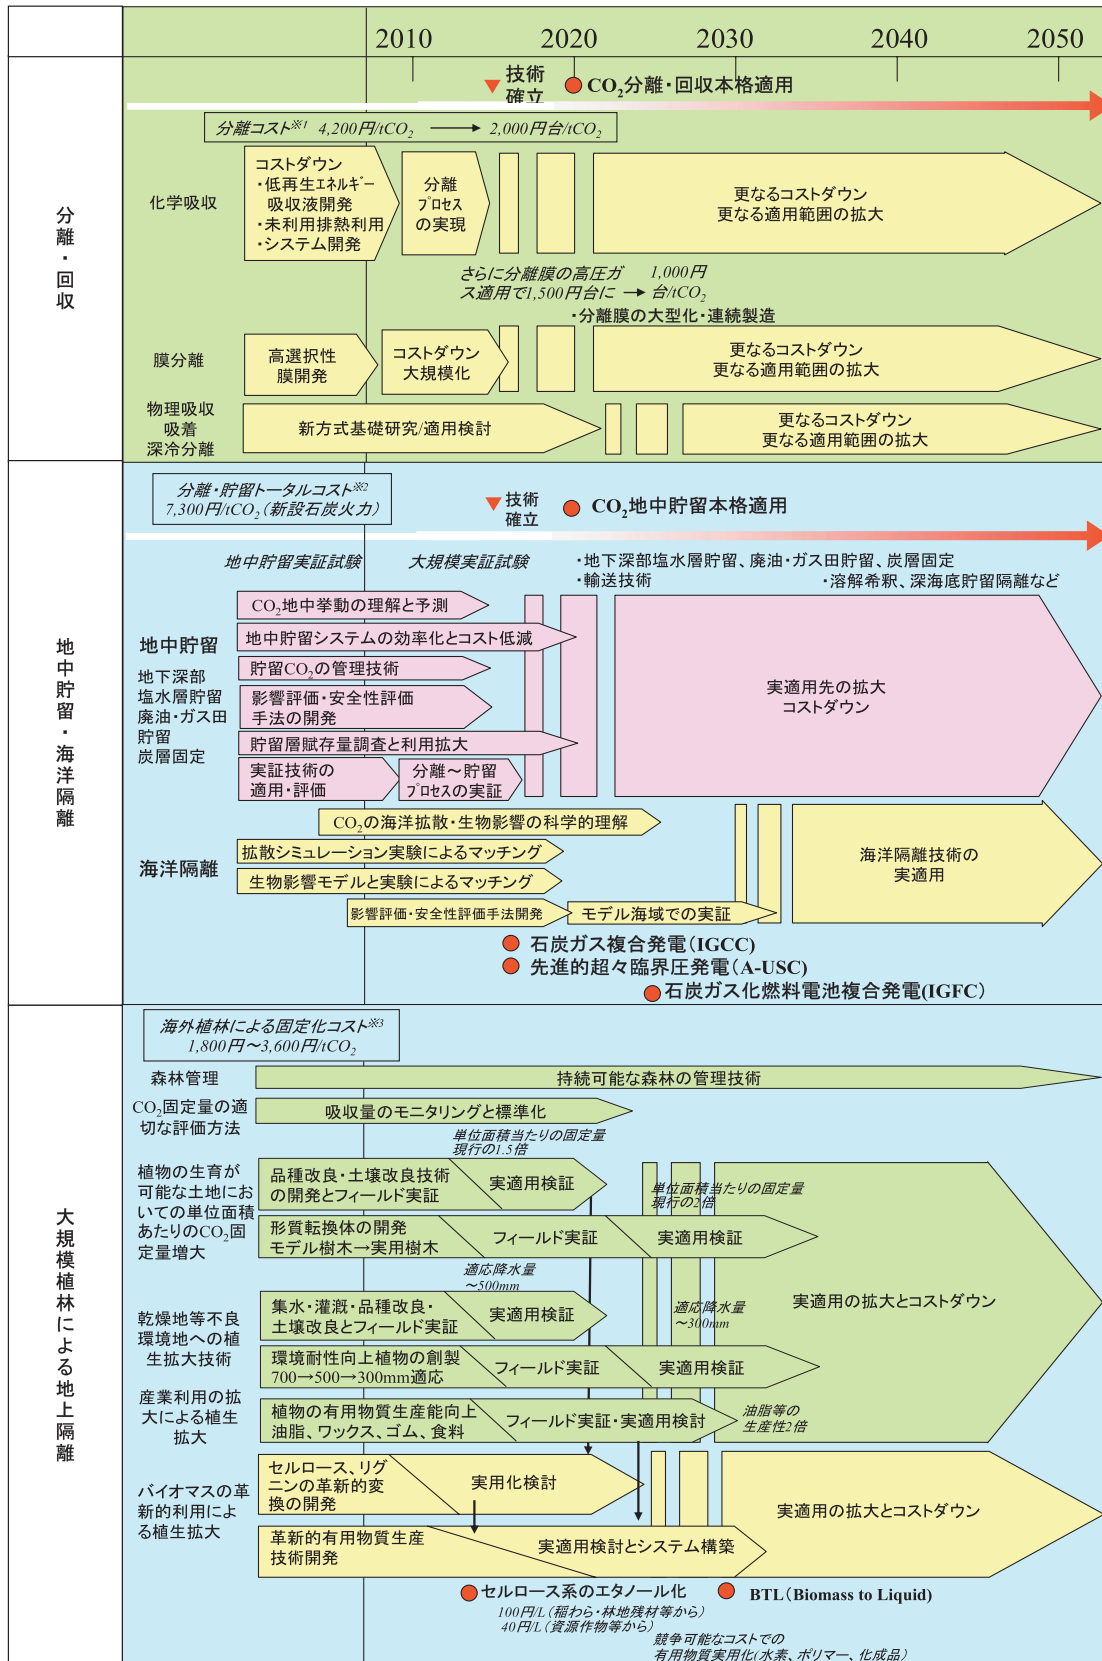 2010
2020
2030
2040
2050
技術
確立
CO2分離・回収本格適用
分離コスト※1 4,200円/tCO2 → 2,000円台/tCO2
分離・回収
化学吸収
コストダウン
・低再生エネルギー
吸収液開発
・未利用排熱利用
・システム開発
分離
プロセス
の実現
更なるコストダウン
更なる適用範囲の拡大
さらに分離膜の高圧ガ
ス適用で1,500円台に → 1,000円
台/tCO2
・分離膜の大型化・連続製造
膜分離
高選択性
膜開発
コストダウン
大規模化
更なるコストダウン
更なる適用範囲の拡大
物理吸収
吸着
深冷分離
新方式基礎研究/適用検討
更なるコストダウン
更なる適用範囲の拡大
地中貯留・海洋隔離
分離・貯留トータルコスト※2
7,300円/tCO2(新設石炭火力)
技術
確立
CO2地中貯留本格適用
地中貯留実証試験
大規模実証試験
・地下深部塩水層貯留、廃油・ガス田貯留、炭層固定
・輸送技術
・溶解希釈、深海底貯留隔離など
地中貯留
地下深部
塩水層貯留
廃油・ガス田
貯留
炭層固定
CO2地中挙動の理解と予測
地中貯留システムの効率化とコスト低減
貯留CO2の管理技術
影響評価・安全性評価
手法の開発
貯留層賦存量調査と利用拡大
実証技術の
適用・評価
分離～貯留
プロセスの実証
実適用先の拡大
コストダウン
海洋隔離
CO2の海洋拡散・生物影響の科学的理解
拡散シミュレーション実験によるマッチング
生物影響モデルと実験によるマッチング
影響評価・安全性評価手法開発
モデル海域での実証
海洋隔離技術の
実適用
石炭ガス複合発電(IGCC)
先進的超々臨界圧発電(A-USC)
石炭ガス化燃料電池複合発電(IGFC)
大規模植林による地上隔離
海外植林による固定化コスト※3
1,800円～3,600円/tCO2
森林管理
持続可能な森林の管理技術
CO2固定量の適
切な評価方法
吸収量のモニタリングと標準化
単位面積当たりの固定量
現行の1.5倍
植物の生育が
可能な土地にお
いての単位面積
あたりのCO2固
定量増大
品種改良・土壌改良技術
の開発とフィールド実証
実適用検証
単位面積当たりの固定量
現行の2倍
形質転換体の開発
モデル樹木→実用樹木
フィールド実証
実適用検証
適応降水量
～500mm
乾燥地等不良
環境地への植
生拡大技術
集水・灌漑・品種改良・
土壌改良とフィールド実証
実適用検証
適応降水量
～300mm
環境耐性向上植物の創製
700→500→300mm適応
フィールド実証
実適用検証
実適用の拡大とコストダウン
産業利用の拡
大による植生
拡大
植物の有用物質生産能向上
油脂、ワックス、ゴム、食料
フィールド実証・実適用検討
油脂等の
生産性2倍
バイオマスの革
新的利用によ
る植生拡大
セルロース、リグ
ニンの革新的変
換の開発
実用化検討
革新的有用物質生産
技術開発
実適用検討とシステム構築
実適用の拡大とコストダウン
セルロース系のエタノール化
100円/L(稲わら・林地残材等から)
40円/L(資源作物等から)
BTL(Biomass to Liquid)
競争可能なコストでの
有用物質実用化(水素、ポリマー、化成品)